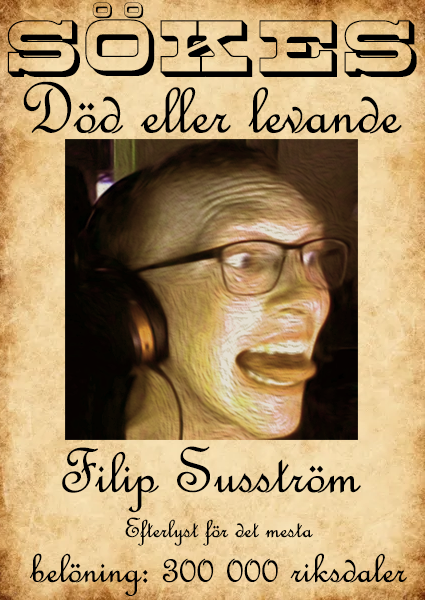 SÖKES
Död eller levande
Filip Susström
Efterlyst för det mesta
belöning: 300 000 riksdaler